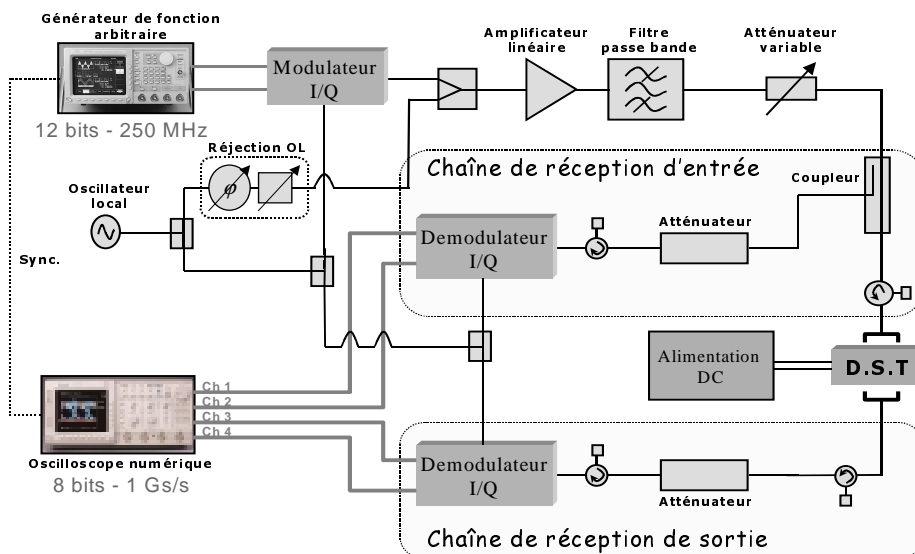 Générateur de fonction
arbitraire
12 bits - 250 MHz
Modulateur
I/Q
Amplificateur
linéaire
Filtre
passe bande
Atténuateur
variable
Réjection OL
φ
Oscillateur
local
Sync.
Chaîne de réception d'entrée
Coupleur
Demodulateur
I/Q
Atténuateur
Alimentation
DC
D.S.T
Ch 1
Ch 2
Ch 3
Ch 4
Oscilloscope numérique
8 bits - 1 Gs/s
Demodulateur
I/Q
Atténuateur
Chaîne de réception de sortie